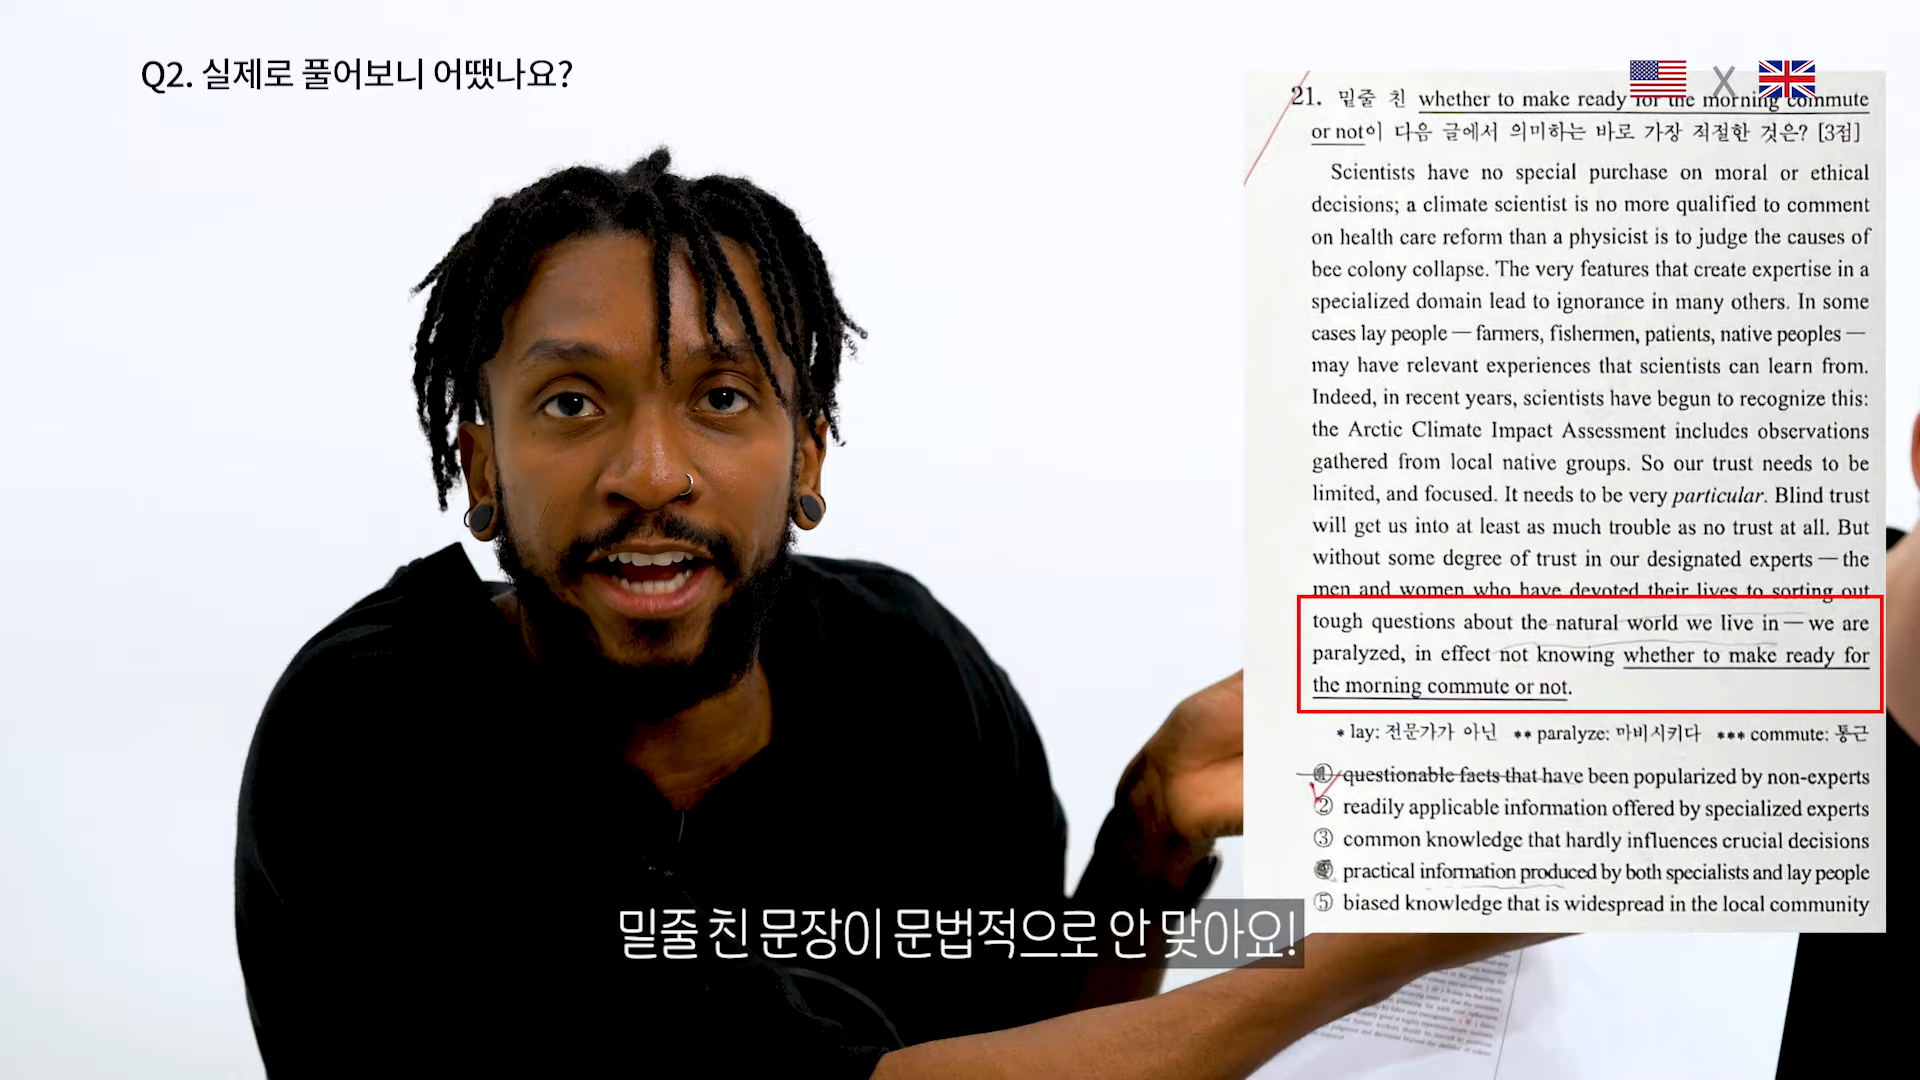 Q2. 실제로 풀어보니 어땠나요?
21. 밑줄 친 whether to make ready for the morning commute
or not이 다음 글에서 의미하는 바로 가장 적절한 것은? [3점]
Scientists have no special purchase on moral or ethical
decisions; a climate scientist is no more qualified to comment
on health care reform than a physicist is to judge the causes of
bee colony collapse. The very features that create expertise in a
specialized domain lead to ignorance in many others. In some
cases lay people — farmers, fishermen, patients, native peoples —
may have relevant experiences that scientists can learn from.
Indeed, in recent years, scientists have begun to recognize this:
the Arctic Climate Impact Assessment includes observations
gathered from local native groups. So our trust needs to be
limited, and focused. It needs to be very particular. Blind trust
will get us into at least as much trouble as no trust at all. But
without some degree of trust in our designated experts — the
men and women who have devoted their lives to sorting out
tough questions about the natural world we live in — we are
paralyzed, in effect not knowing whether to make ready for
the morning commute or not.
* lay: 전문가가 아닌 ** paralyze: 마비시키다 *** commute: 통근
① questionable facts that have been popularized by non-experts
② readily applicable information offered by specialized experts
③ common knowledge that hardly influences crucial decisions
④ practical information produced by both specialists and lay people
⑤ biased knowledge that is widespread in the local community
밑줄 친 문장이 문법적으로 안 맞아요!